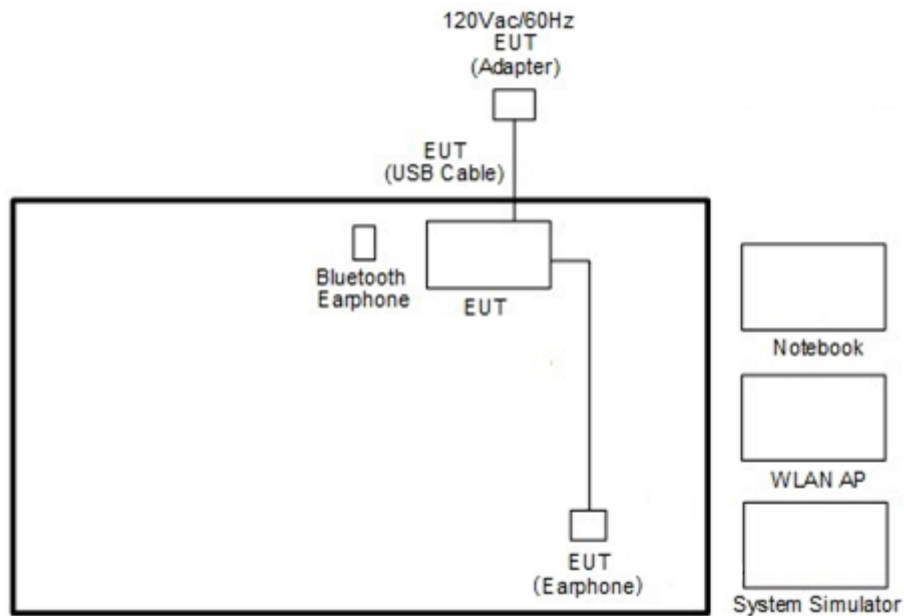 120Vac/60Hz
EUT
(Adapter)
EUT
(USB Cable)
Bluetooth
Earphone
EUT
Notebook
WLAN AP
EUT
(Earphone)
System Simulator